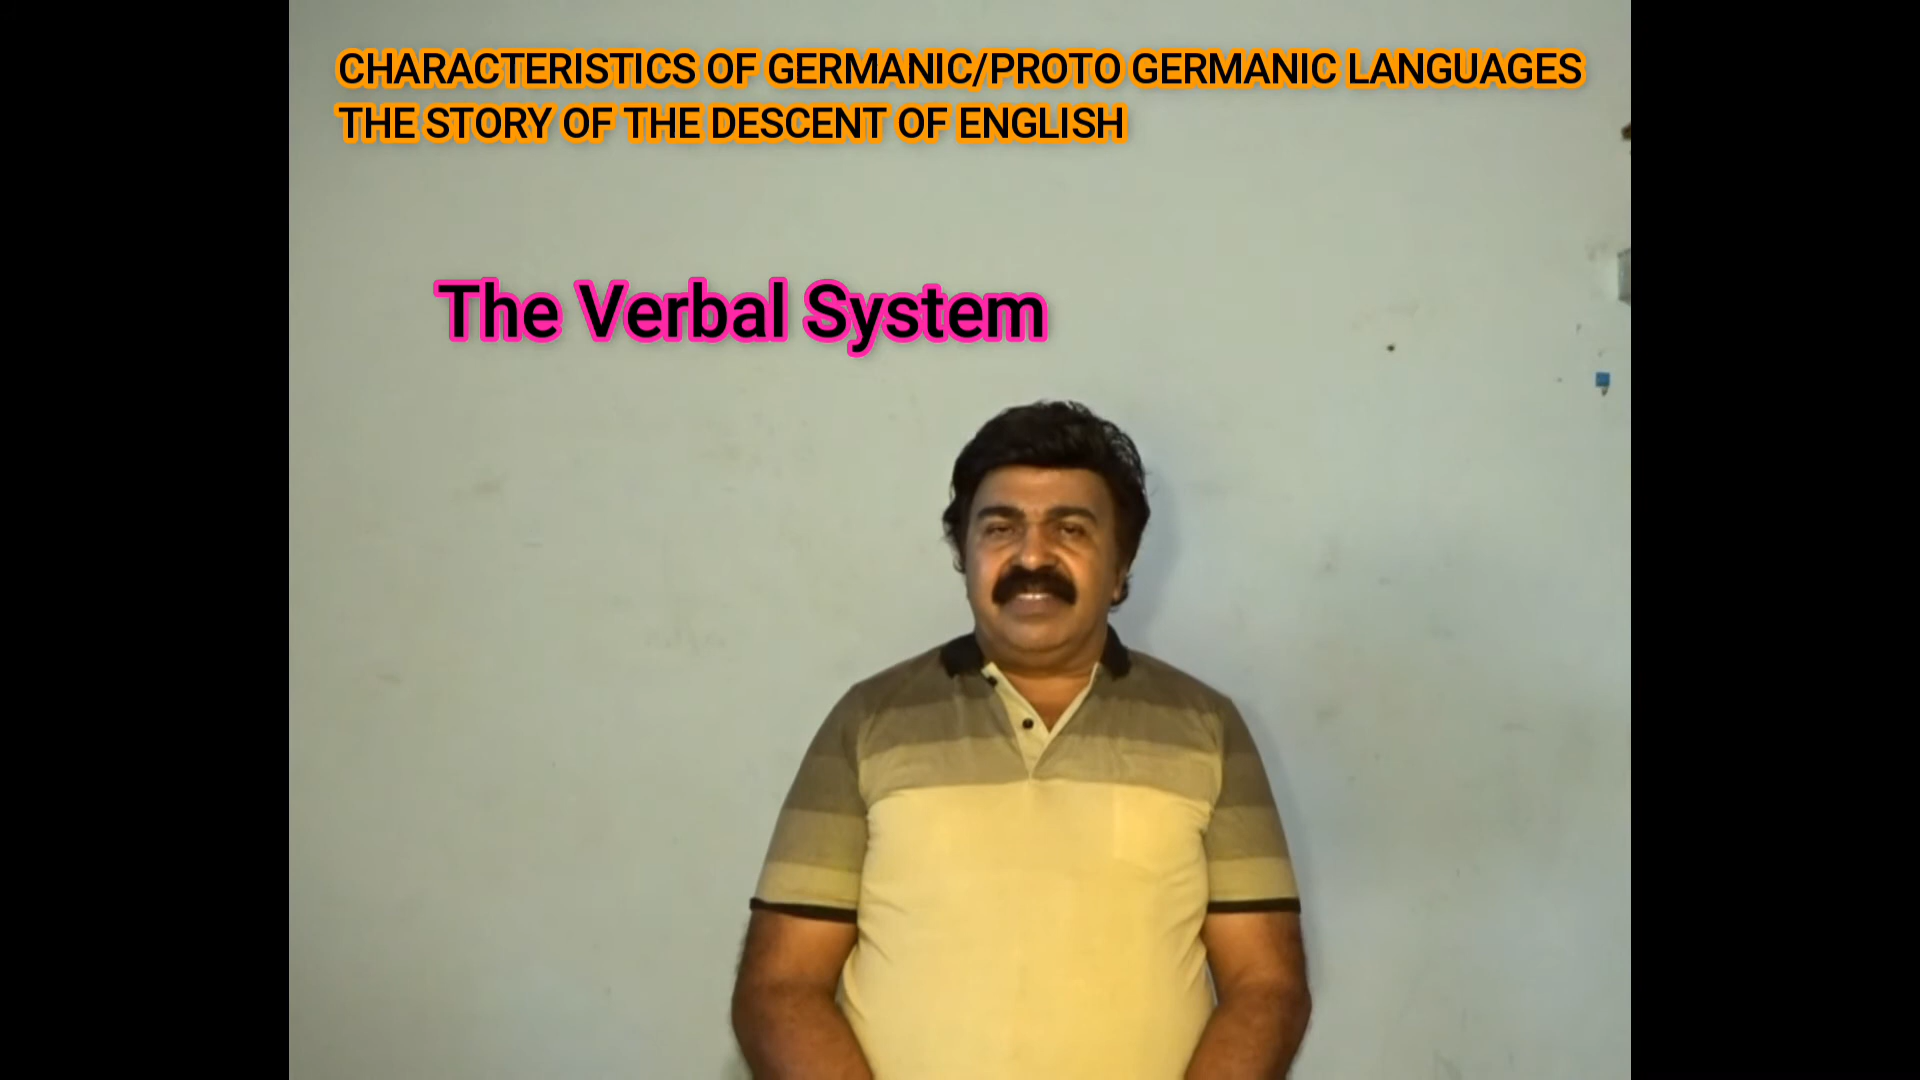 CHARACTERISTICS OF GERMANIC/PROTO GERMANIC LANGUAGES
THE STORY OF THE DESCENT OF ENGLISH
The Verbal System